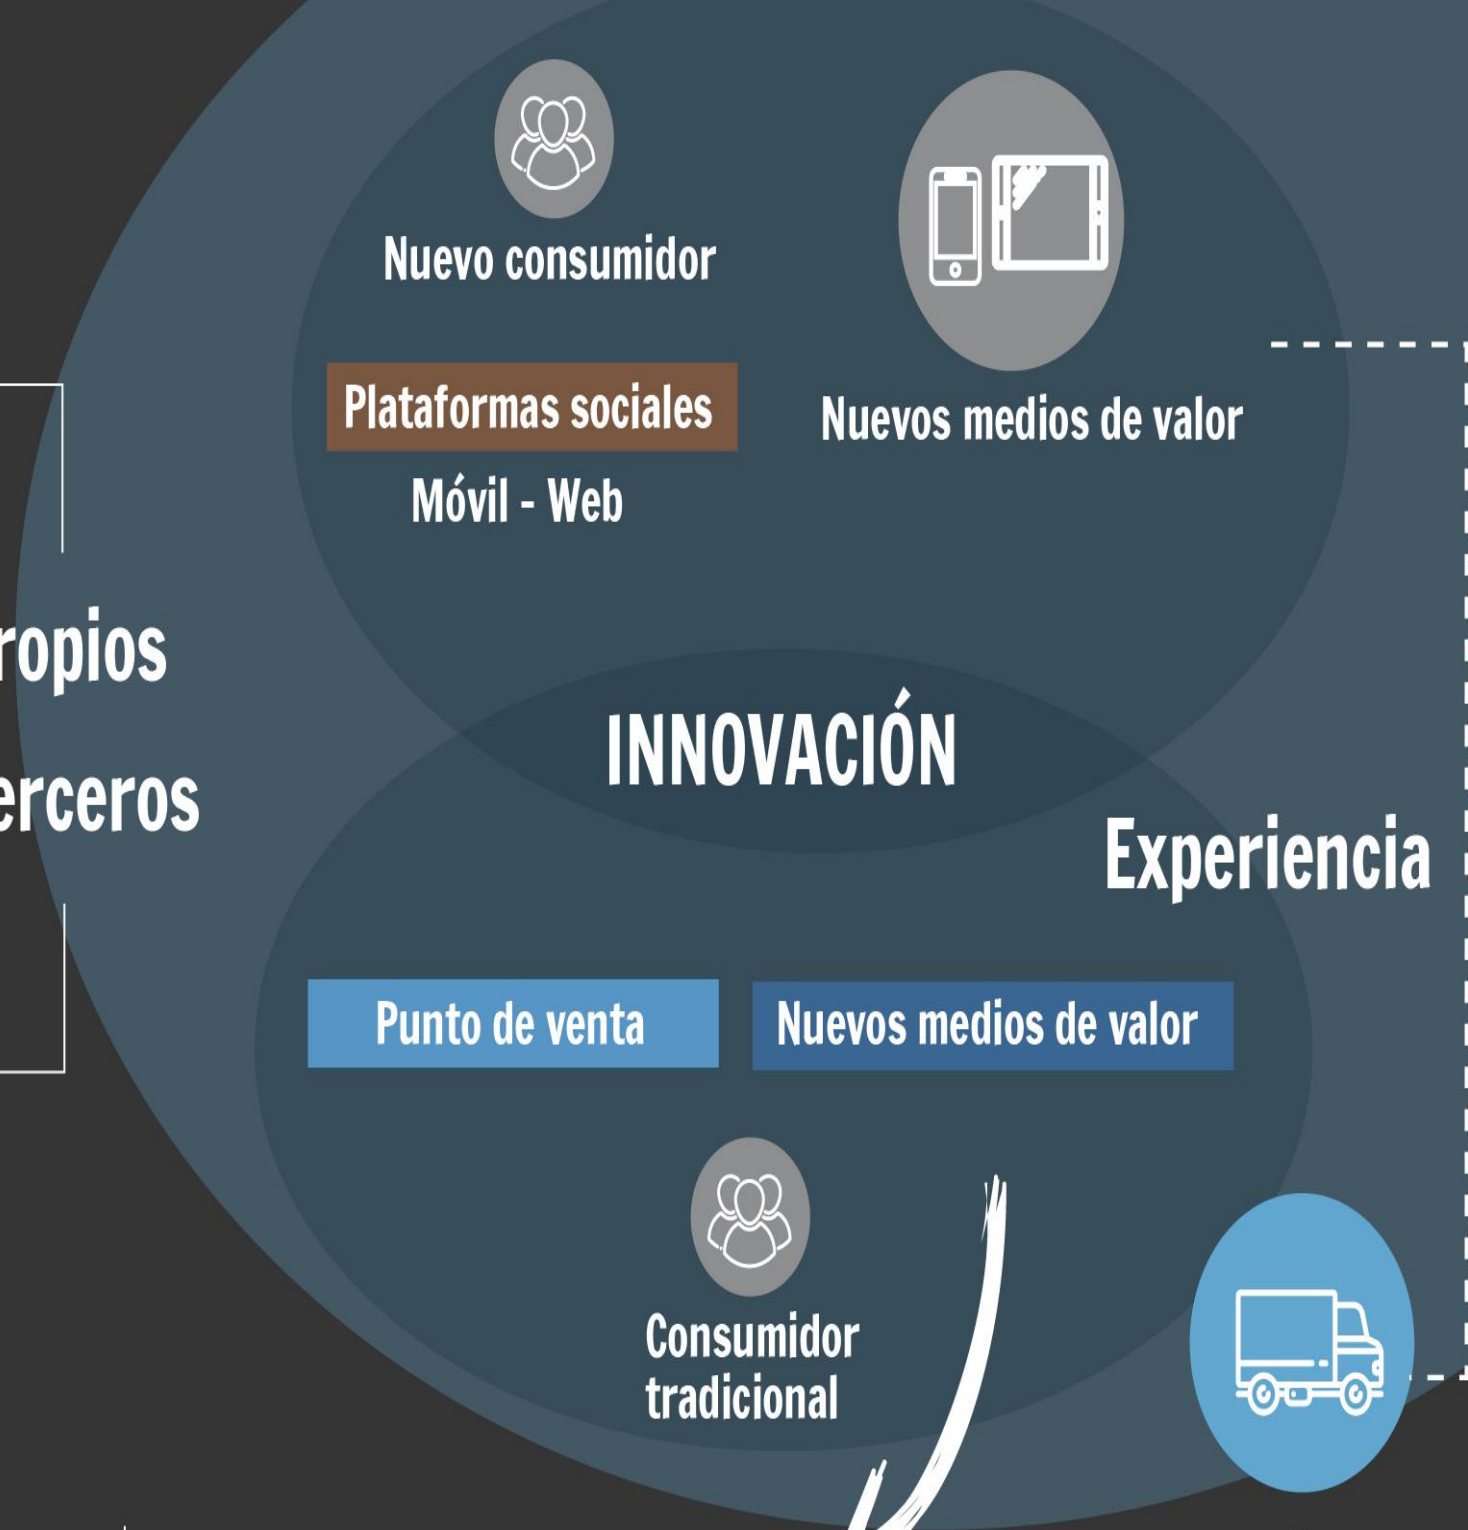 Nuevo consumidor
Plataformas sociales
Móvil - Web
Nuevos medios de valor
ropios
erceros
INNOVACIÓN
Experiencia
Punto de venta
Nuevos medios de valor
Consumidor
tradicional